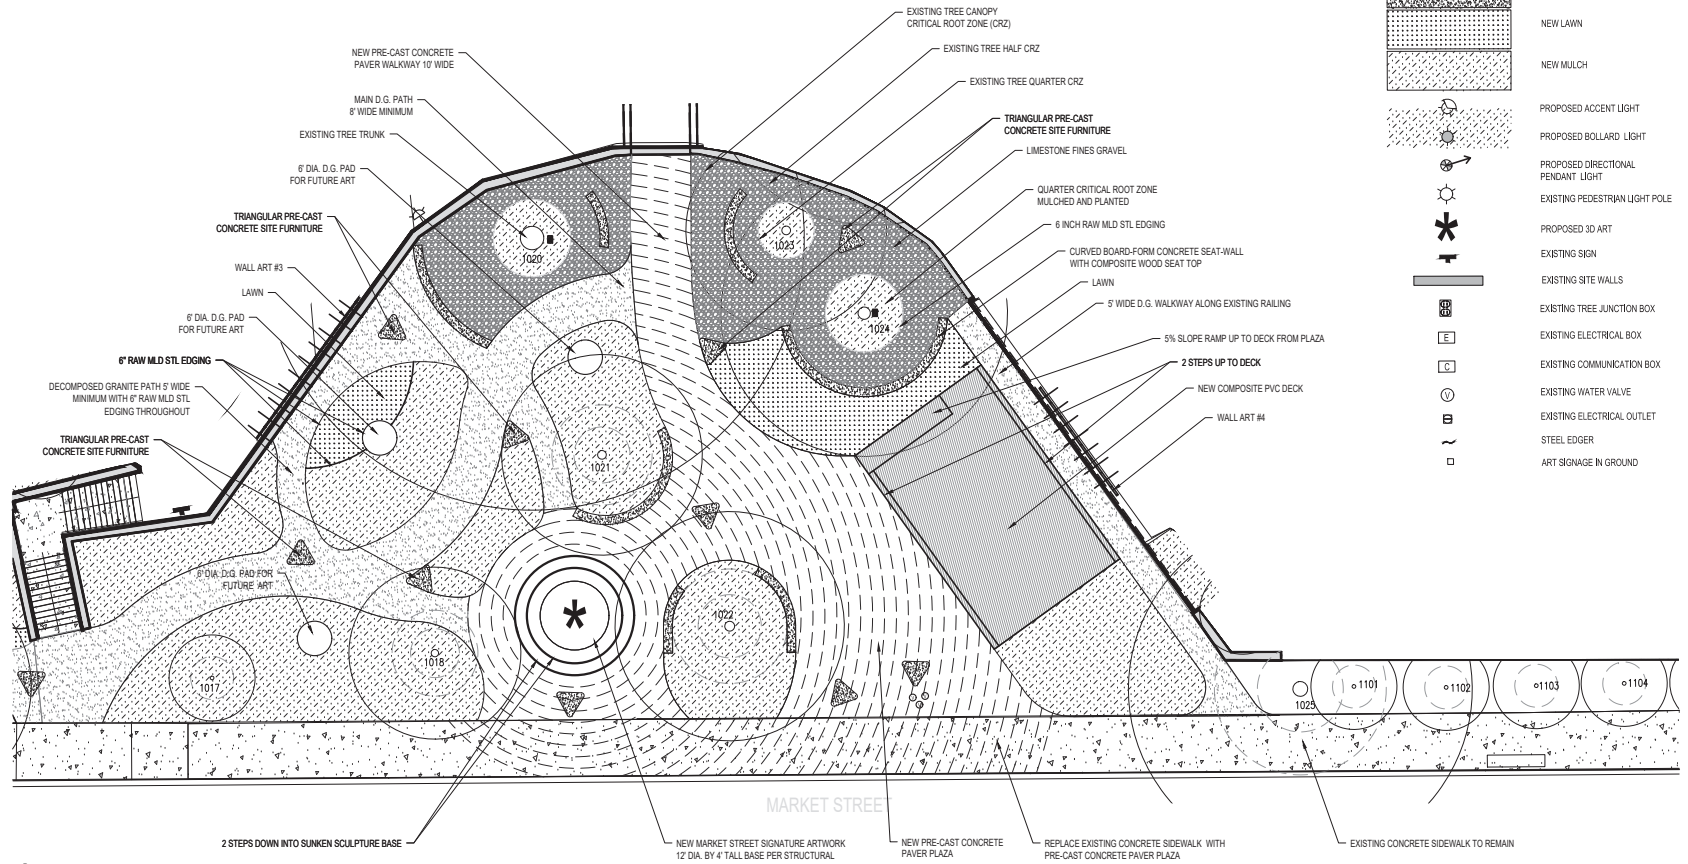 EXISTING TREE CANOPY
CRITICAL ROOT ZONE (CRZ)
EXISTING TREE HALF CRZ
EXISTING TREE QUARTER CRZ
TRIANGULAR PRE-CAST
CONCRETE SITE FURNITURE
LIMESTONE FINES GRAVEL
QUARTER CRITICAL ROOT ZONE
MULCHED AND PLANTED
6 INCH RAW MLD STL EDGING
CURVED BOARD-FORM CONCRETE SEAT-WALL
WITH COMPOSITE WOOD SEAT TOP
LAWN
5' WIDE D.G. WALKWAY ALONG EXISTING RAILING
5% SLOPE RAMP UP TO DECK FROM PLAZA
2 STEPS UP TO DECK
NEW COMPOSITE PVC DECK
WALL ART #4
NEW PRE-CAST CONCRETE
PAVER WALKWAY 10' WIDE
MAIN D.G. PATH
8' WIDE MINIMUM
EXISTING TREE TRUNK
6' DIA. D.G. PAD
FOR FUTURE ART
TRIANGULAR PRE-CAST
CONCRETE SITE FURNITURE
WALL ART #3
LAWN
6' DIA. D.G. PAD
FOR FUTURE ART
6" RAW MLD STL EDGING
DECOMPOSED GRANITE PATH 5' WIDE
MINIMUM WITH 6" RAW MLD STL
EDGING THROUGHOUT
TRIANGULAR PRE-CAST
CONCRETE SITE FURNITURE
6' DIA. D.G. PAD FOR
FUTURE ART
1020
1023
1024
1021
1022
1018
1017
1025
1101
1102
1103
1104
MARKET STREET
2 STEPS DOWN INTO SUNKEN SCULPTURE BASE
NEW MARKET STREET SIGNATURE ARTWORK
12' DIA. BY 4' TALL BASE PER STRUCTURAL
NEW PRE-CAST CONCRETE
PAVER PLAZA
REPLACE EXISTING CONCRETE SIDEWALK WITH
PRE-CAST CONCRETE PAVER PLAZA
EXISTING CONCRETE SIDEWALK TO REMAIN
NEW LAWN
NEW MULCH
PROPOSED ACCENT LIGHT
PROPOSED BOLLARD LIGHT
PROPOSED DIRECTIONAL
PENDANT LIGHT
EXISTING PEDESTRIAN LIGHT POLE
PROPOSED 3D ART
EXISTING SIGN
EXISTING SITE WALLS
EXISTING TREE JUNCTION BOX
E EXISTING ELECTRICAL BOX
C EXISTING COMMUNICATION BOX
V EXISTING WATER VALVE
EXISTING ELECTRICAL OUTLET
STEEL EDGER
ART SIGNAGE IN GROUND